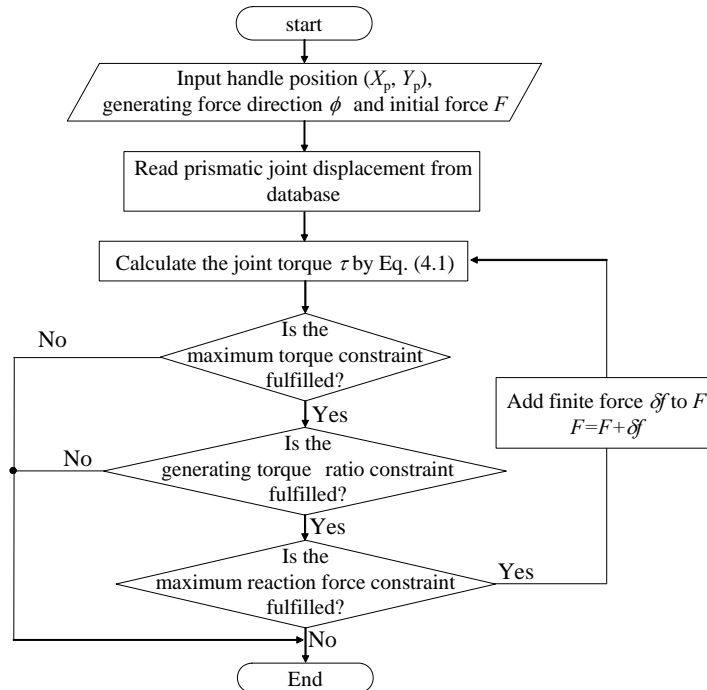 start
Input handle position (Xp, Yp),
generating force direction ϕ and initial force F
Read prismatic joint displacement from
database
Calculate the joint torque τ by Eq. (4.1)
No
Is the
maximum torque constraint
fulfilled?
Yes
Add finite force δf to F
F=F+δf
No
Is the
generating torque ratio constraint
fulfilled?
Yes
Is the
maximum reaction force constraint
fulfilled?
Yes
No
End